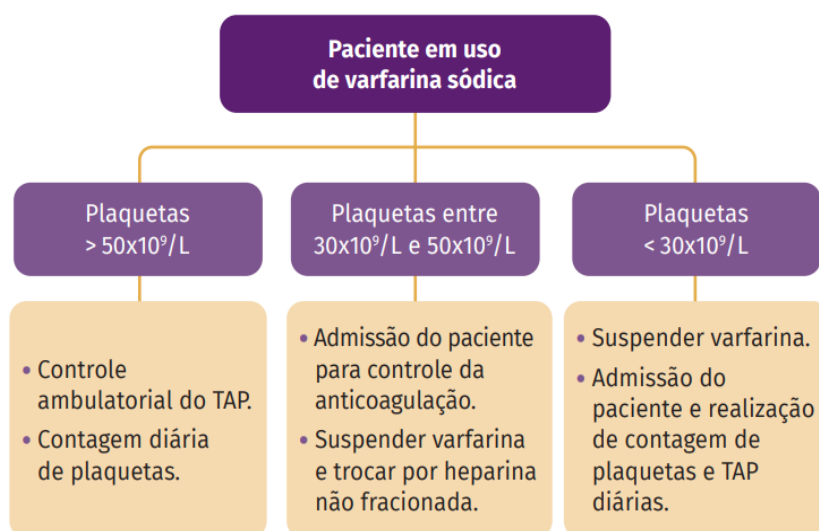 Paciente em uso
de varfarina sódica
Plaquetas
> 50x10⁹/L
Plaquetas entre
30x10⁹/L e 50x10⁹/L
Plaquetas
< 30x10⁹/L
• Controle
ambulatorial do TAP.
• Contagem diária
de plaquetas.
• Admissão do paciente
para controle da
anticoagulação.
• Suspender varfarina
e trocar por heparina
não fracionada.
• Suspender varfarina.
• Admissão do
paciente e realização
de contagem de
plaquetas e TAP
diárias.